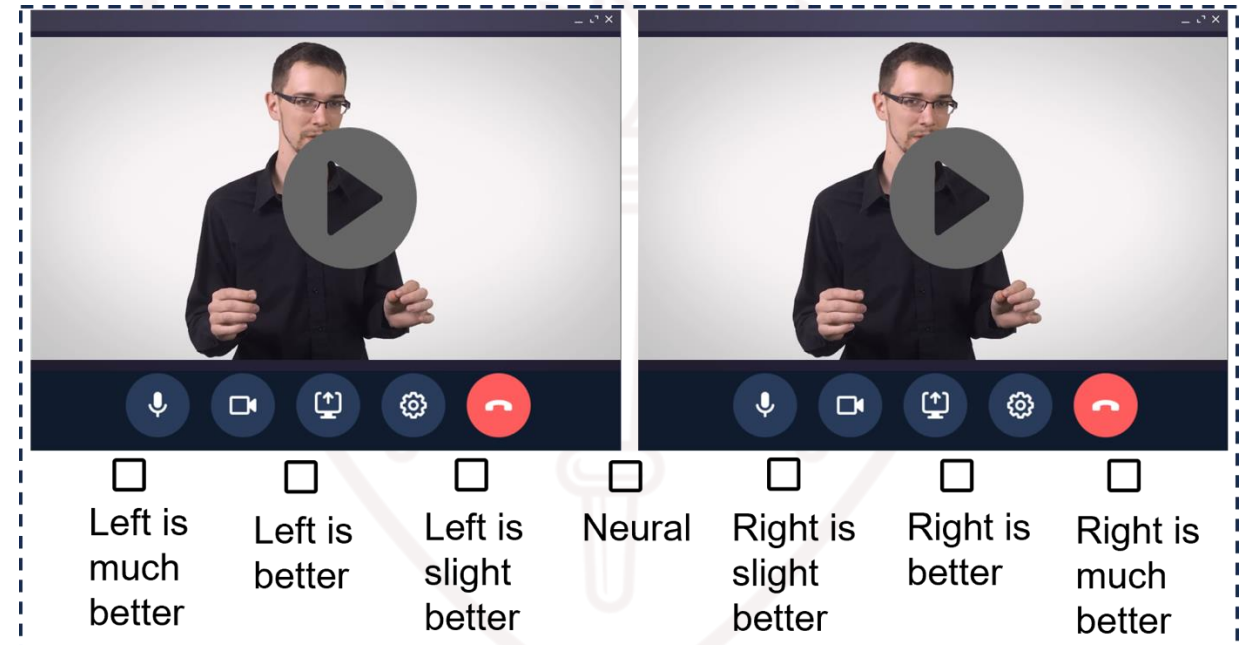 Left is
much
better
Left is
better
Left is
slight
better
Neural
Right is
slight
better
Right is
better
Right is
much
better